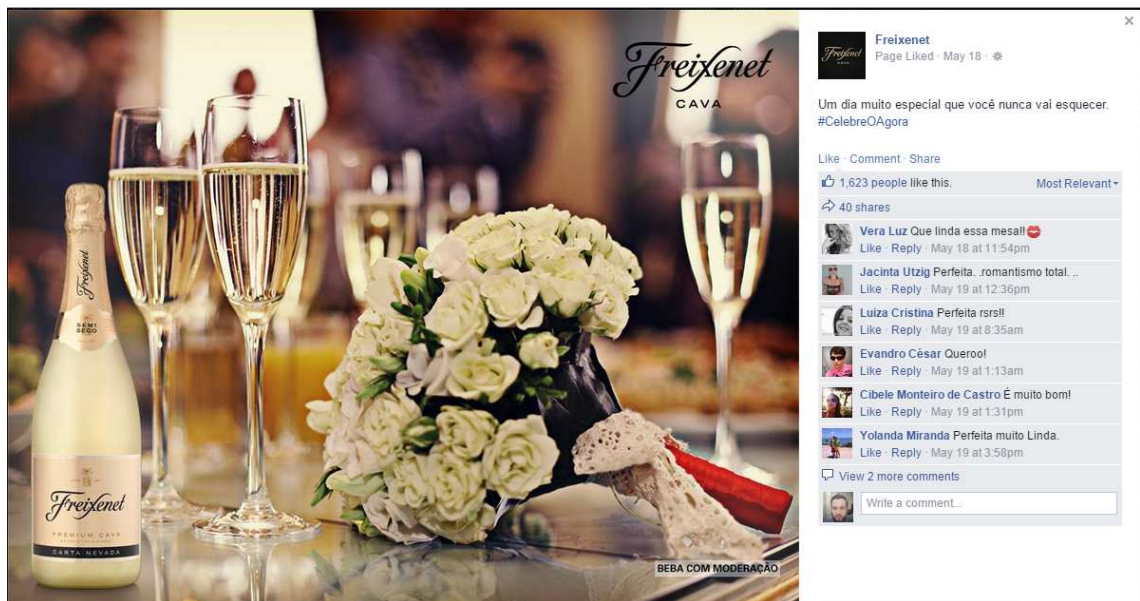 Freixenet
CAVA
Freixenet
SEMI
SECO
Freixenet
PREMIUM CAVA
CARTA NEVADA
BEBA COM MODERAÇÃO
×
Freixenet
CAVA
Freixenet
Page Liked · May 18 ·
Um dia muito especial que você nunca vai esquecer.
#CelebreOAgora
Like · Comment · Share
1,623 people like this.
Most Relevant
40 shares
Vera Luz Que linda essa mesa!!💋
Like · Reply · May 18 at 11:54pm
Jacinta Utzig Perfeita. .romantismo total. ..
Like · Reply · May 19 at 12:36pm
Luiza Cristina Perfeita rsrs!!
Like · Reply · May 19 at 8:35am
Evandro Cèsar Queroo!
Like · Reply · May 19 at 1:13am
Cibele Monteiro de Castro É muito bom!
Like · Reply · May 19 at 1:31pm
Yolanda Miranda Perfeita muito Linda.
Like · Reply · May 19 at 3:58pm
View 2 more comments
Write a comment...